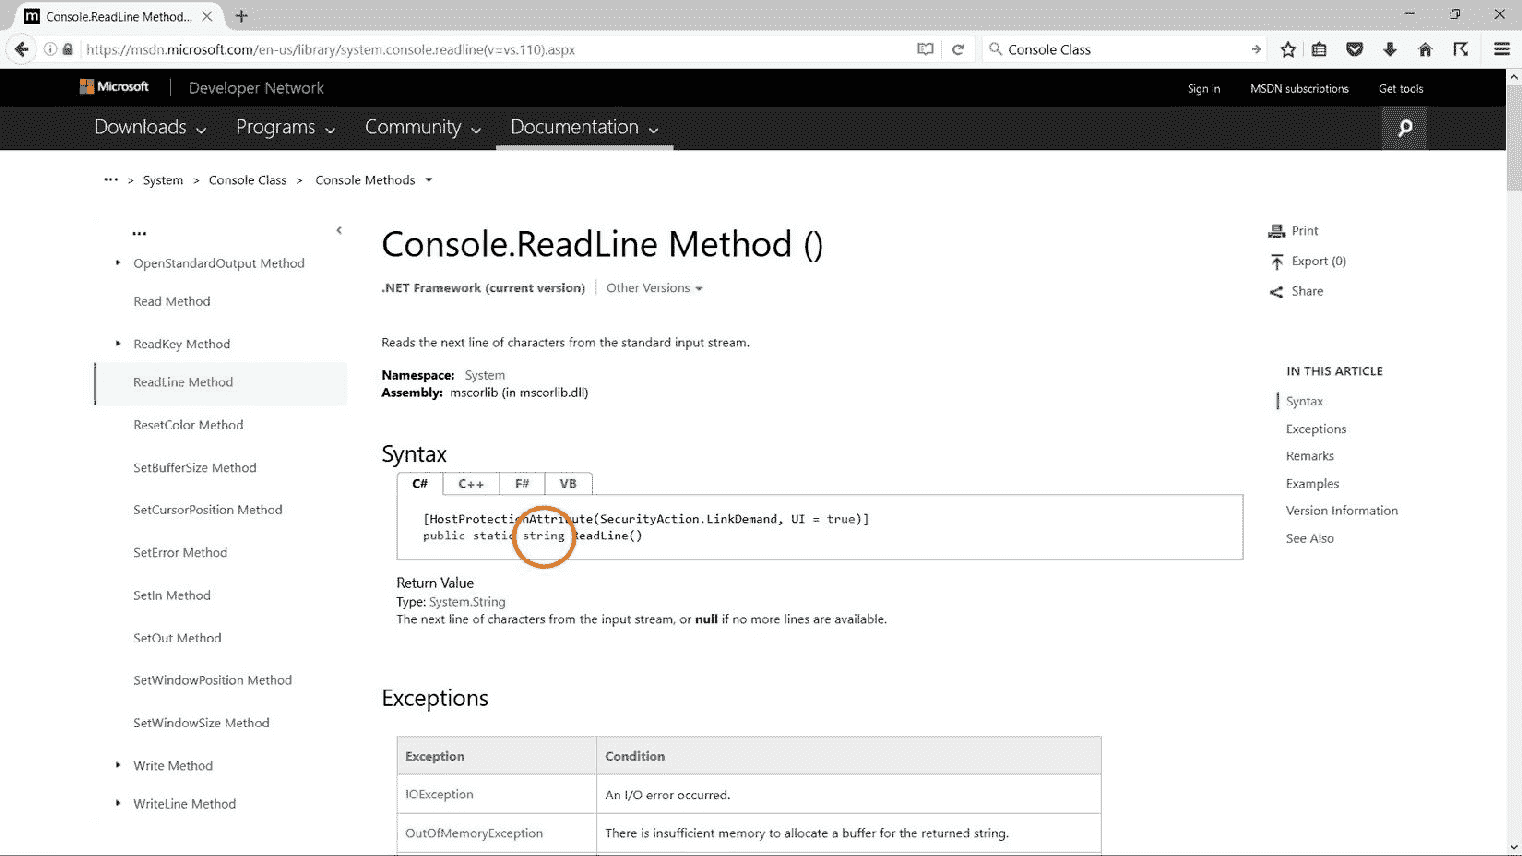 Console.ReadLine Method...
https://msdn.microsoft.com/en-us/library/system.console.readline(v=vs.110).aspx
Console Class
Microsoft
Developer Network
Sign in
MSDN subscriptions
Get tools
Downloads
Programs
Community
Documentation
... > System > Console Class > Console Methods
...
OpenStandardOutput Method
Read Method
ReadKey Method
ReadLine Method
ResetColor Method
SetBufferSize Method
SetCursorPosition Method
SetError Method
SetIn Method
SetOut Method
SetWindowPosition Method
SetWindowSize Method
Write Method
WriteLine Method
Console.ReadLine Method ()
.NET Framework (current version)
Other Versions
Reads the next line of characters from the standard input stream.
Namespace: System
Assembly: mscorlib (in mscorlib.dll)
Syntax
C# C++ F# VB
[HostProtectionAttribute(SecurityAction.LinkDemand, UI = true)]
public static string ReadLine()
Return Value
Type: System.String
The next line of characters from the input stream, or null if no more lines are available.
Exceptions
Exception Condition
IOException An I/O error occurred.
OutOfMemoryException There is insufficient memory to allocate a buffer for the returned string.
Print
Export (0)
Share
IN THIS ARTICLE
Syntax
Exceptions
Remarks
Examples
Version Information
See Also